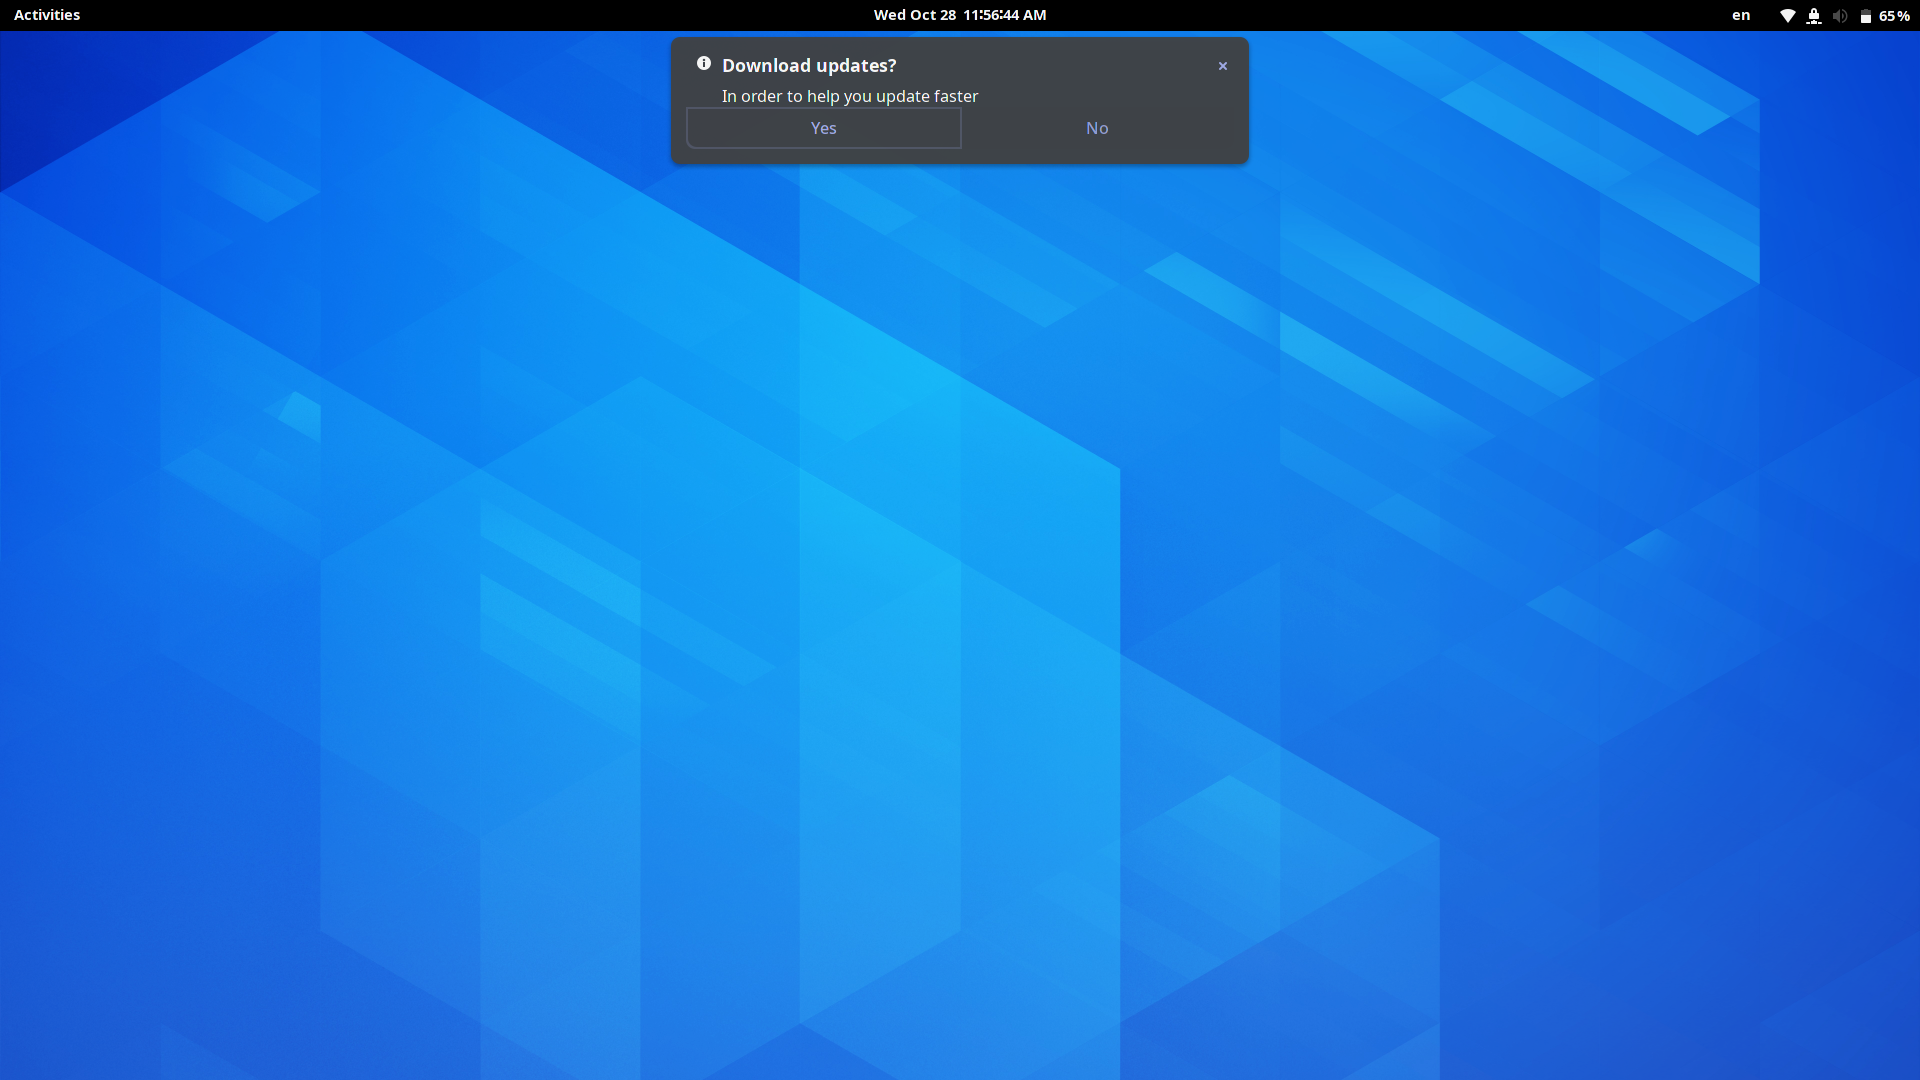 Activities
Wed Oct 28 11:56:44 AM
en
65 %
Download updates?
×
In order to help you update faster
Yes
No